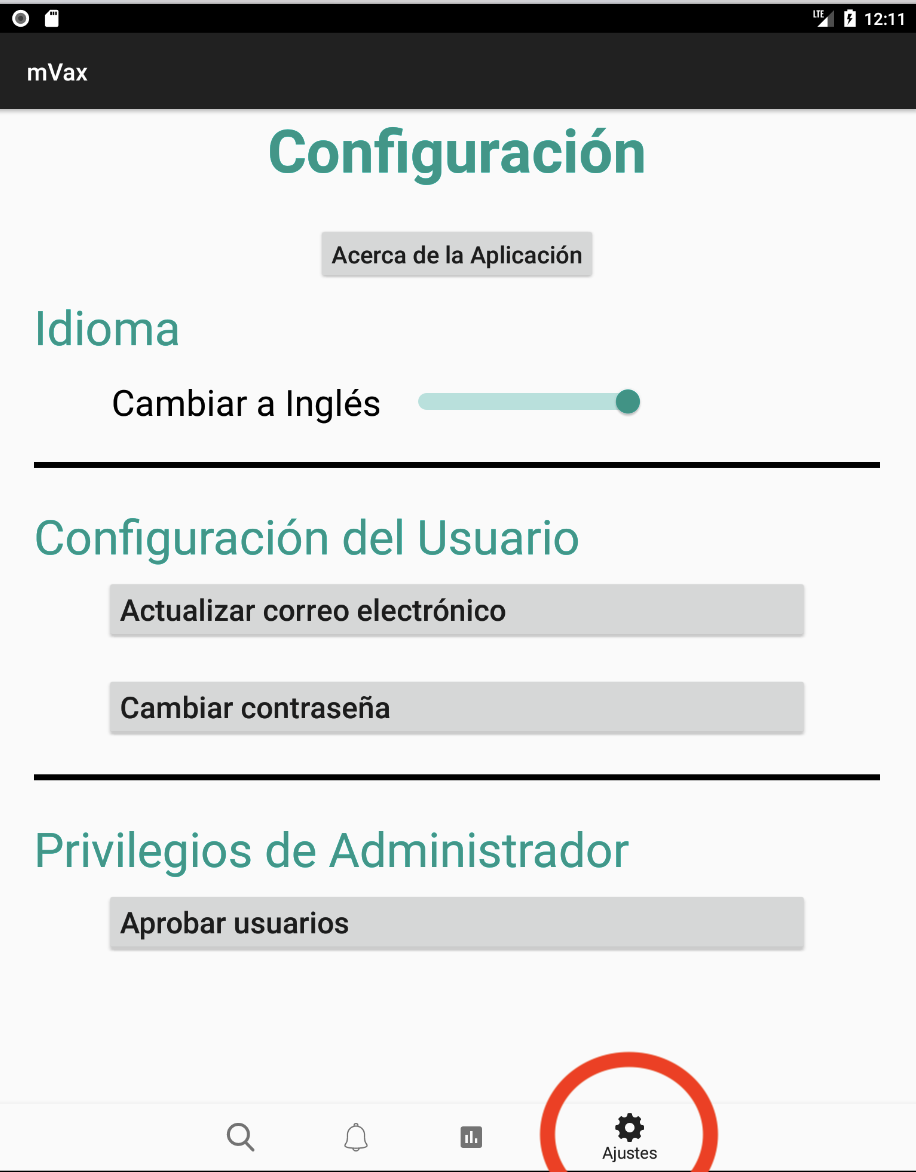 LTE 12:11
mVax
Configuración
Acerca de la Aplicación
Idioma
Cambiar a Inglés
Configuración del Usuario
Actualizar correo electrónico
Cambiar contraseña
Privilegios de Administrador
Aprobar usuarios
Ajustes